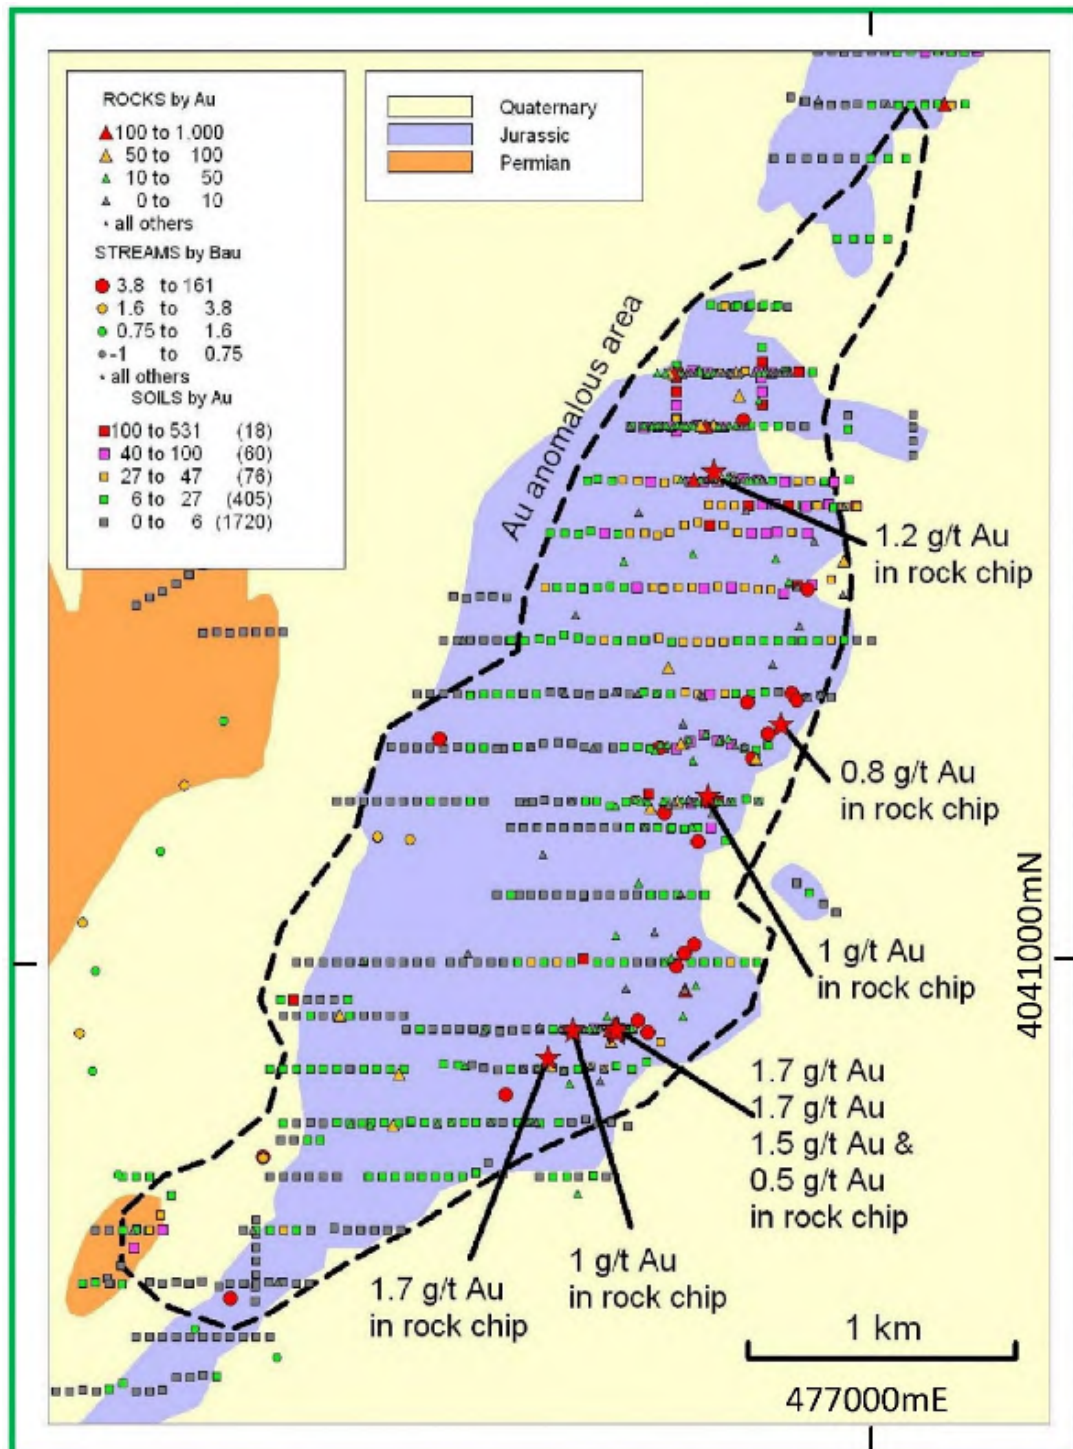 ROCKS by Au
100 to 1.000
50 to 100
10 to 50
0 to 10
all others
STREAMS by Bau
3.8 to 161
1.6 to 3.8
0.75 to 1.6
-1 to 0.75
all others
SOILS by Au
100 to 531 (18)
40 to 100 (60)
27 to 47 (76)
6 to 27 (405)
0 to 6 (1720)
Quaternary
Jurassic
Permian
Au anomalous area
1.2 g/t Au
in rock chip
0.8 g/t Au
in rock chip
1 g/t Au
in rock chip
4041000mN
1.7 g/t Au
1.7 g/t Au
1.5 g/t Au &
0.5 g/t Au
in rock chip
1 g/t Au
in rock chip
1.7 g/t Au
in rock chip
1 km
477000mE